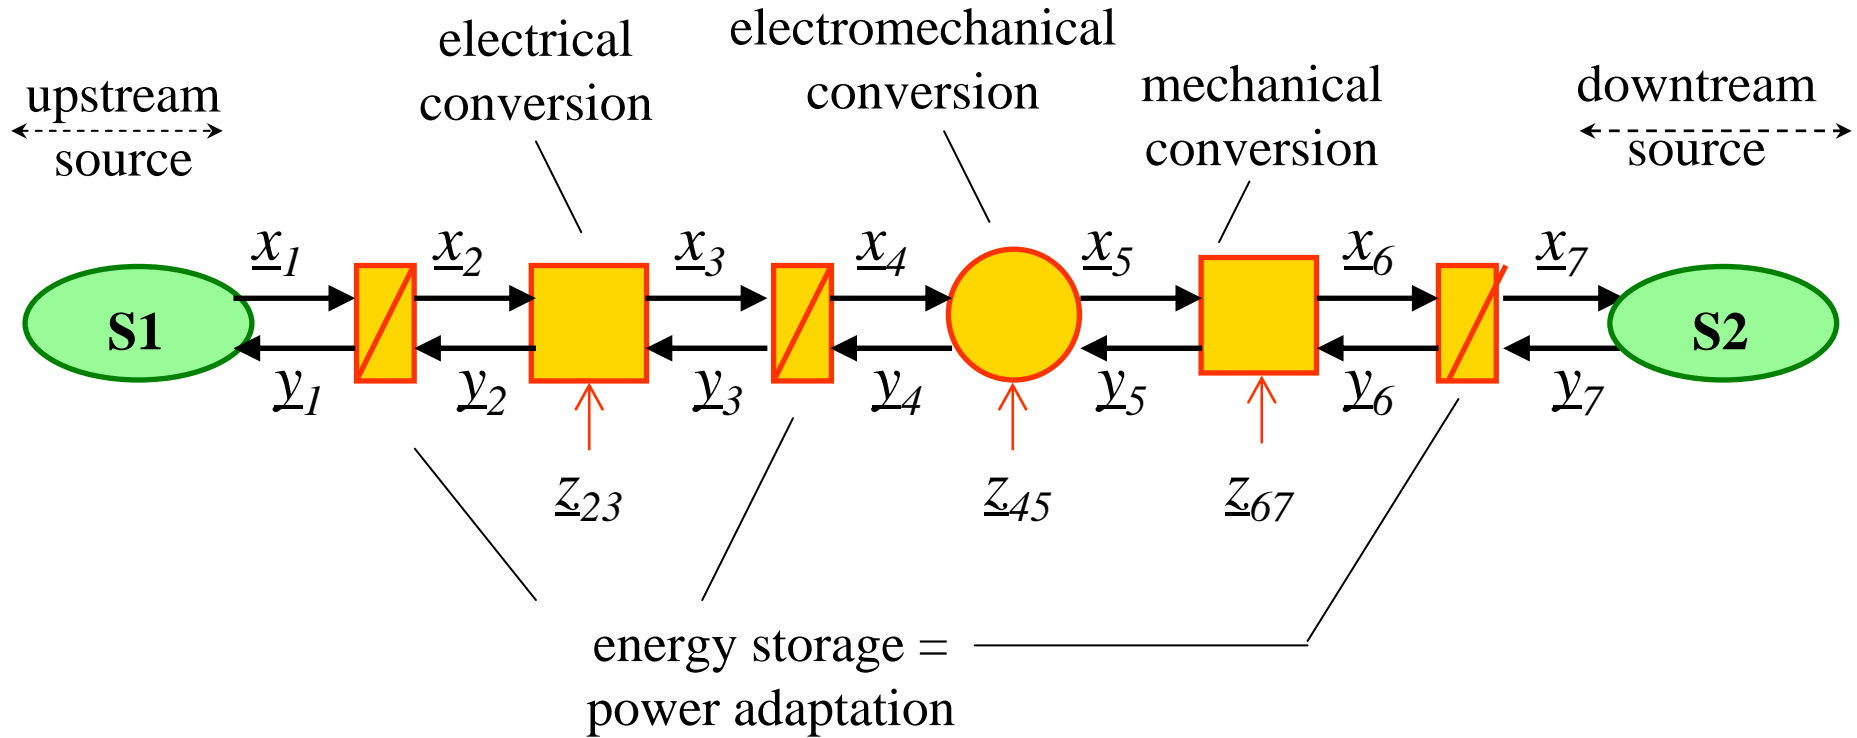 upstream
source
electrical
conversion
electromechanical
conversion
mechanical
conversion
downtream
source
x1 x2 x3 x4 x5 x6 x7
S1 S2
y1 y2 y3 y4 y5 y6 y7
z23 z45 z67
energy storage =
power adaptation